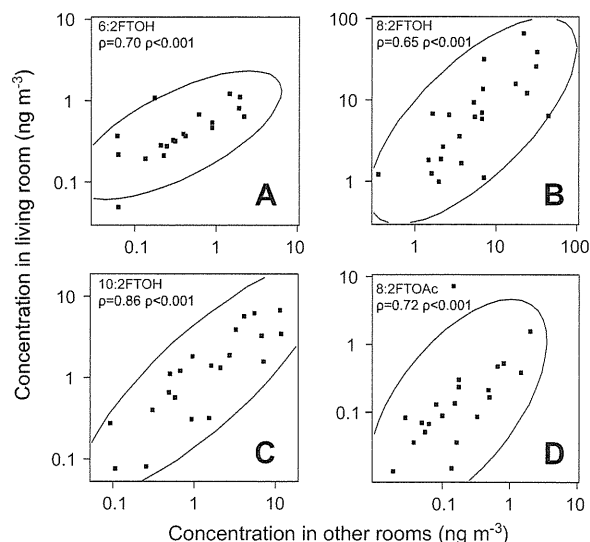 Concentration in living room (ng m-3)
6:2FTOH
ρ=0.70 ρ<0.001
10
1
0.1
0.1
1
10
A
8:2FTOH
ρ=0.65 ρ<0.001
100
10
1
1
10
100
B
10:2FTOH
ρ=0.86 ρ<0.001
10
1
0.1
0.1
1
10
C
8:2FTOAc
ρ=0.72 ρ<0.001
10
1
0.1
0.1
1
10
D
Concentration in other rooms (ng m-3)